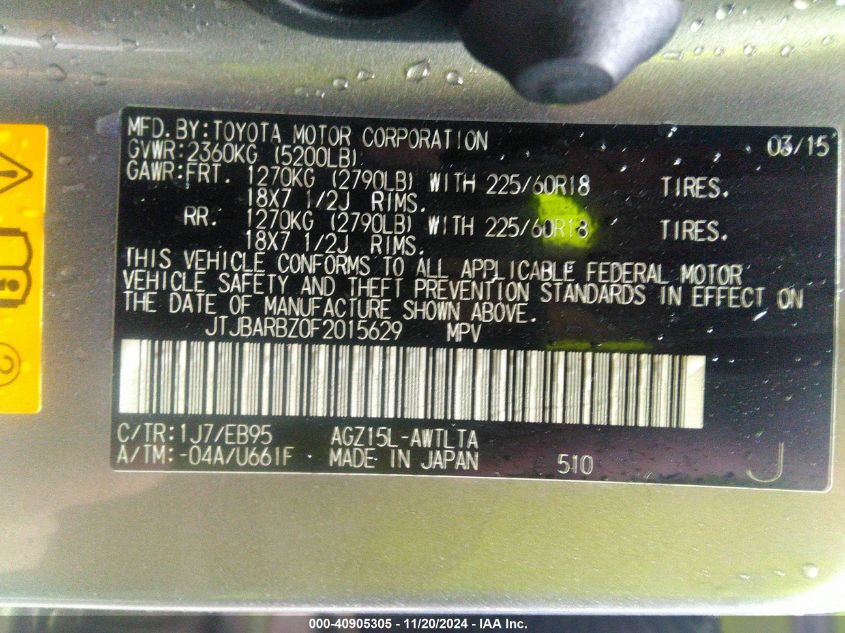 MFD.BY:TOYOTA MOTOR CORPORATION 03/15
GVWR:2360KG (5200LB)
GAWR:FRT. 1270KG (2790LB) WITH 225/60R18 TIRES.
18X7 1/2J RIMS.
RR. 1270KG (2790LB) WITH 225/60R18 TIRES.
18X7 1/2J RIMS.
THIS VEHICLE CONFORMS TO ALL APPLICABLE FEDERAL MOTOR
VEHICLE SAFETY AND THEFT PREVENTION STANDARDS IN EFFECT ON
THE DATE OF MANUFACTURE SHOWN ABOVE.
JTJBARBZ0F2015629 MPV
C/TR:1J7/EB95 AGZ15L-AWTLTA
A/TM:-04A/U661F MADE IN JAPAN 510 J
2
000-40905305 - 11/20/2024 - IAA Inc.